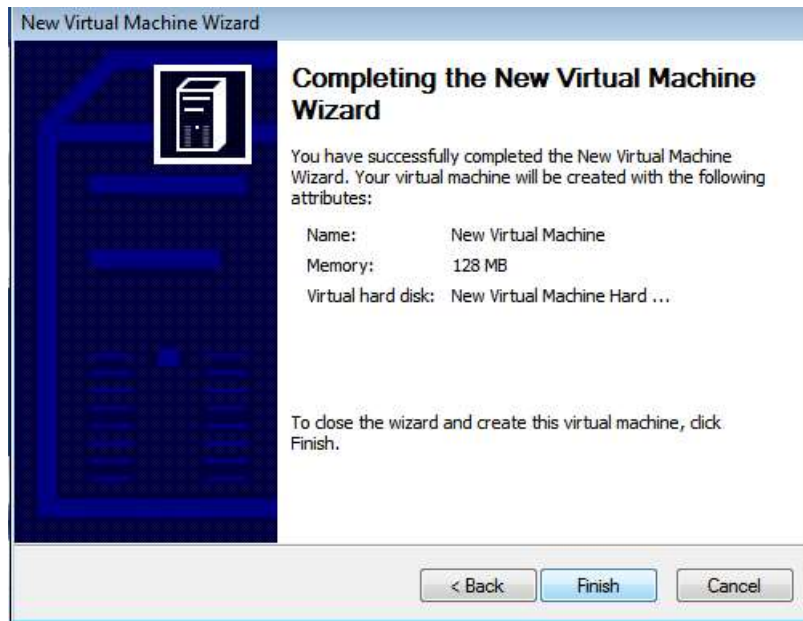 New Virtual Machine Wizard
Completing the New Virtual Machine
Wizard
You have successfully completed the New Virtual Machine
Wizard. Your virtual machine will be created with the following
attributes:
Name: New Virtual Machine
Memory: 128 MB
Virtual hard disk: New Virtual Machine Hard ...
To close the wizard and create this virtual machine, click
Finish.
< Back Finish Cancel